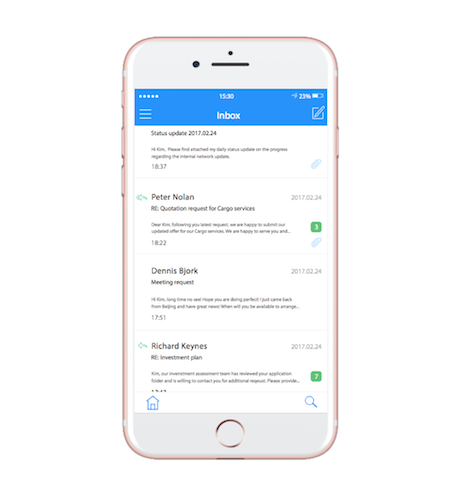 15:30
23%
Inbox
Status update 2017.02.24
Hi Kim, Please find attached my daily status update on the progress
regarding the internal network update.
18:37
Peter Nolan
2017.02.24
RE: Quotation request for Cargo services
Dear Kim, following you latest request, we are happy to submit our
updated offer for our Cargo services. We are happy to serve you and...
3
18:22
Dennis Bjork
2017.02.24
Meeting request
Hi Kim, long time no see! Hope you are doing perfect! I just came back
from Beijing and have great news! When will you be available to arrange...
17:51
Richard Keynes
2017.02.24
RE: Investment plan
Kim, our investment assessment team has reviewed your application
folder and is willing to contact you for additional request. Please provide...
7